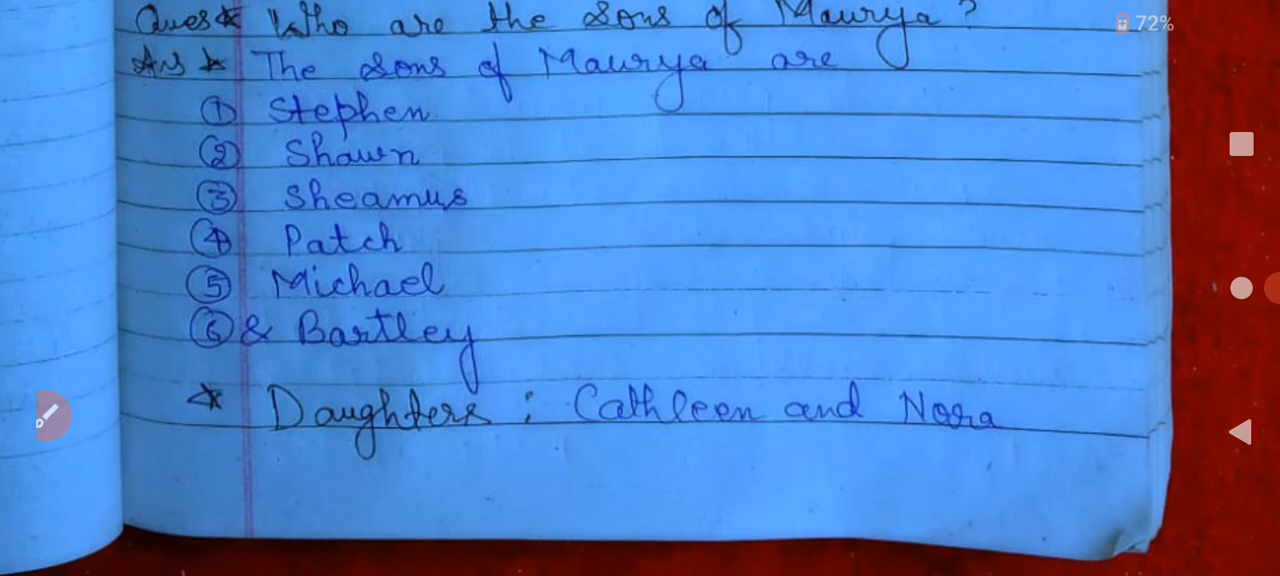 Ques * Who are the sons of Maurya ?
Ans * The sons of Maurya are
① Stephen
② Shawn
③ Sheamus
④ Patch
⑤ Michael
⑥ & Bartley
* Daughters : Cathleen and Nora
72%